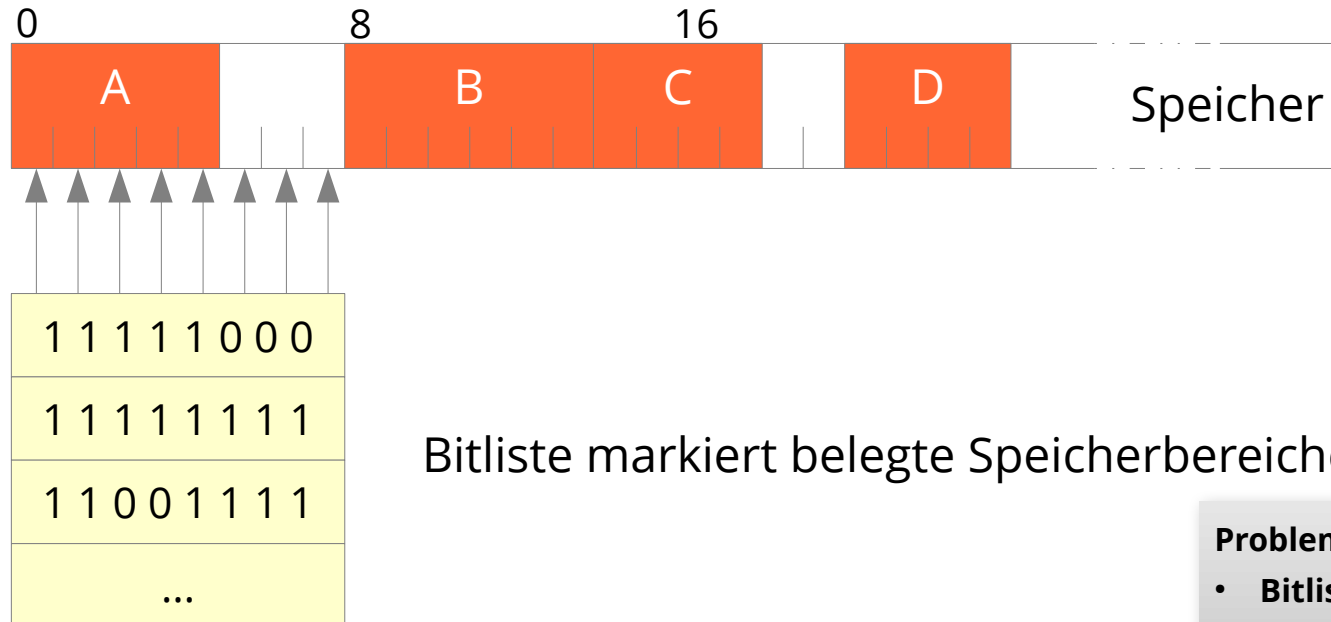 0 8 16
A B C D
Speicher
1 1 1 1 1 0 0 0
1 1 1 1 1 1 1 1
Bitliste markiert belegte Speicherbereiche
1 1 0 0 1 1 1 1
...
•